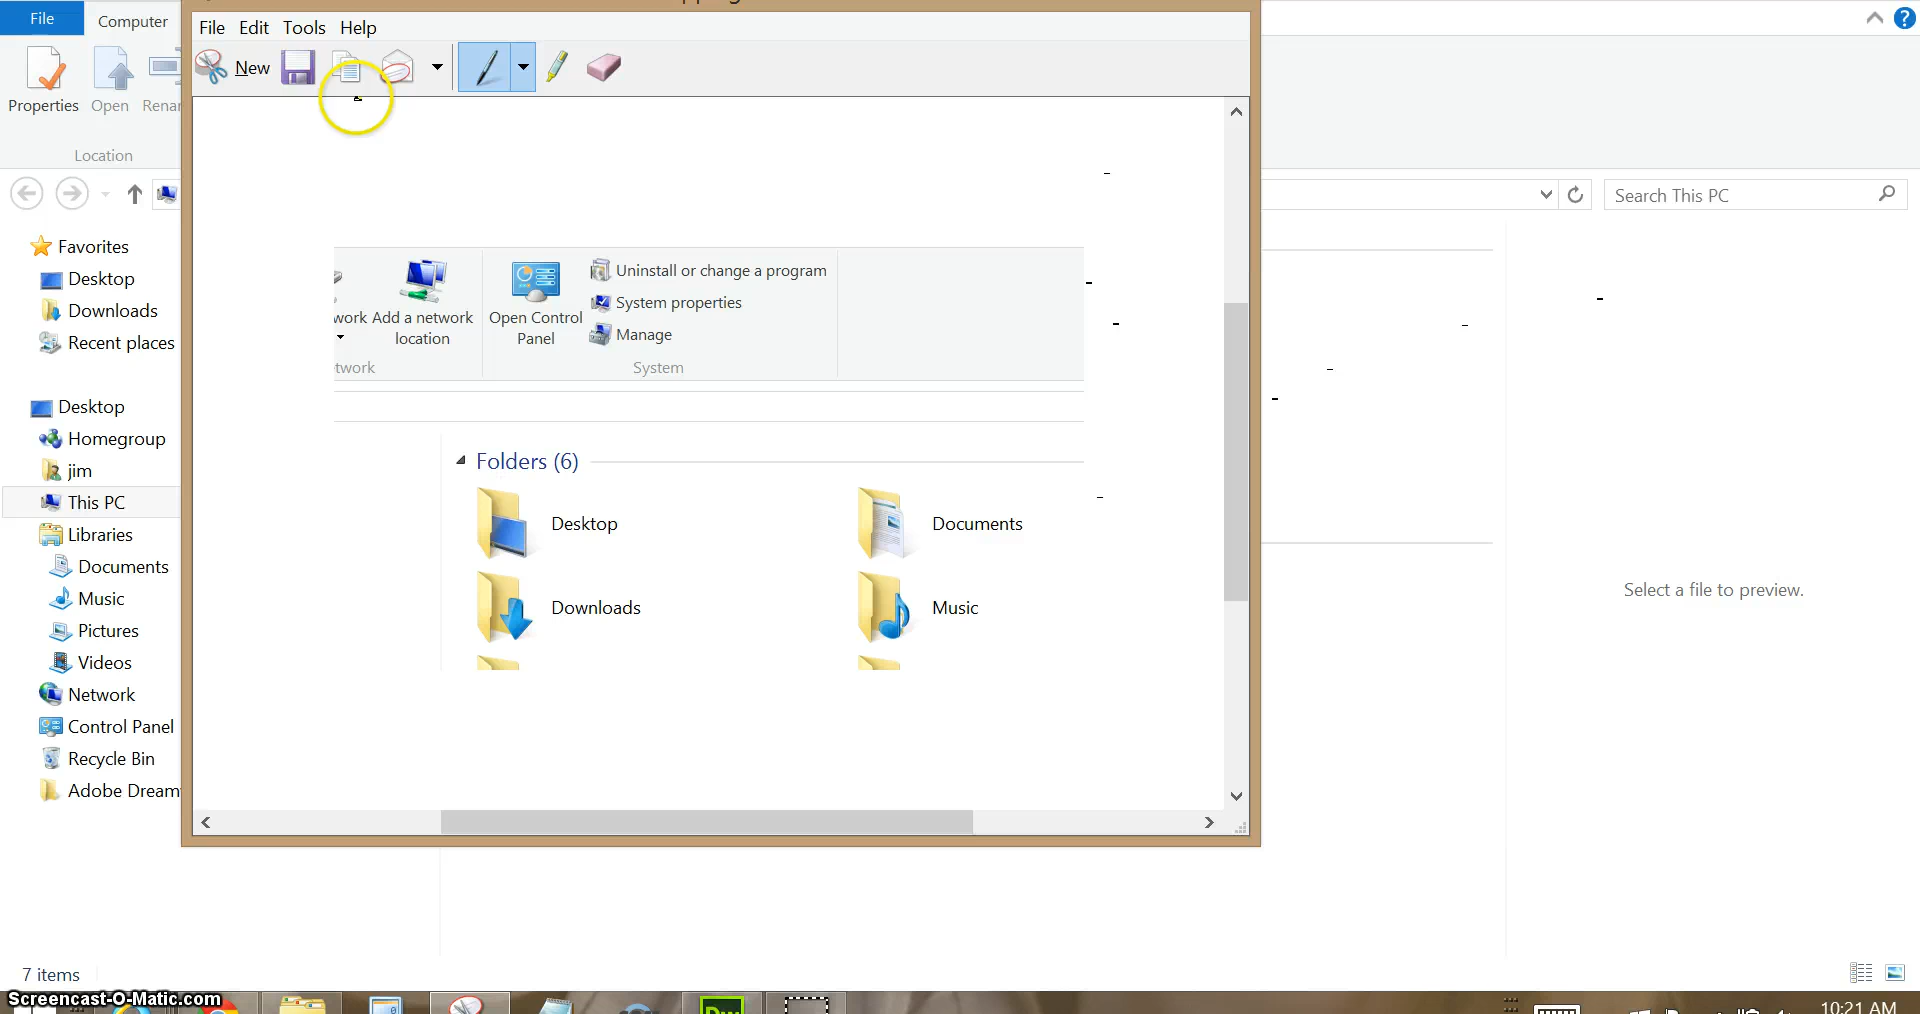 File
Computer
Properties
Open
Location
File Edit Tools Help
New
Search This PC
Favorites
Desktop
Downloads
Recent places
Desktop
Homegroup
jim
This PC
Libraries
Documents
Music
Pictures
Videos
Network
Control Panel
Recycle Bin
Adobe
Add a network
location
Open Control
Panel
Uninstall or change a program
System properties
Manage
System
Folders (6)
Desktop
Documents
Downloads
Music
Select a file to preview.
7 items
Screencast-O-Matic.com
10:21 AM